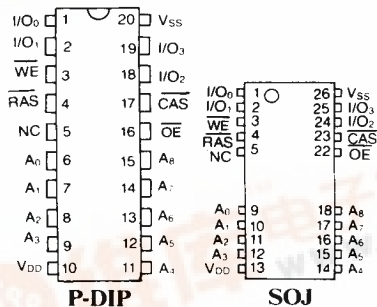 I/O₀ 1 20 VSS
I/O₁ 2 19 I/O₃
WE 3 18 I/O₂
RAS 4 17 CAS
NC 5 16 OE
A₀ 6 15 A₈
A₁ 7 14 A₇
A₂ 8 13 A₆
A₃ 9 12 A₅
VDD 10 11 A₄
P-DIP
I/O₀ 1 26 VSS
I/O₁ 2 25 I/O₃
WE 3 24 I/O₂
RAS 4 23 CAS
NC 5 22 OE
A₀ 9 18 A₈
A₁ 10 17 A₇
A₂ 11 16 A₆
A₃ 12 15 A₅
VDD 13 14 A₄
SOJ